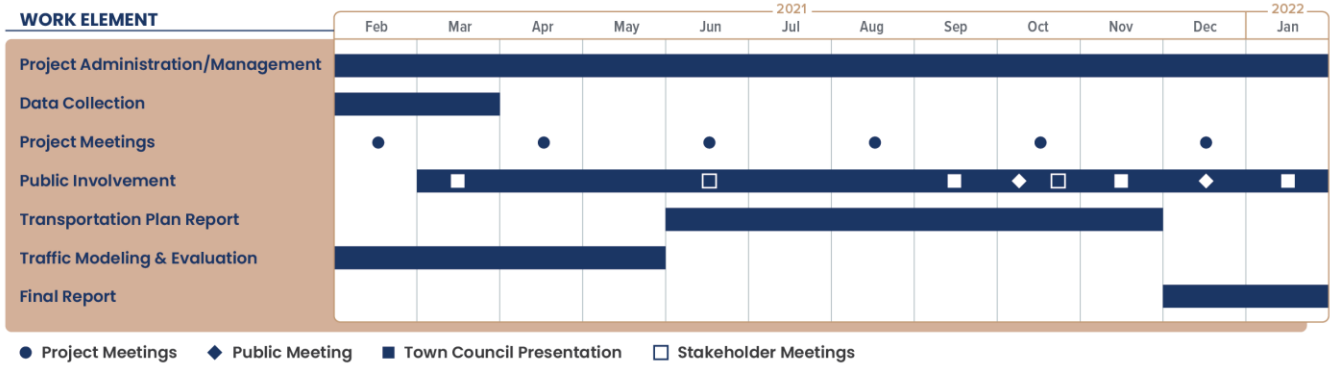 2021 2022
WORK ELEMENT Feb Mar Apr May Jun Jul Aug Sep Oct Nov Dec Jan
Project Administration/Management
Data Collection
Project Meetings
Public Involvement
Transportation Plan Report
Traffic Modeling & Evaluation
Final Report
Project Meetings Public Meeting Town Council Presentation Stakeholder Meetings